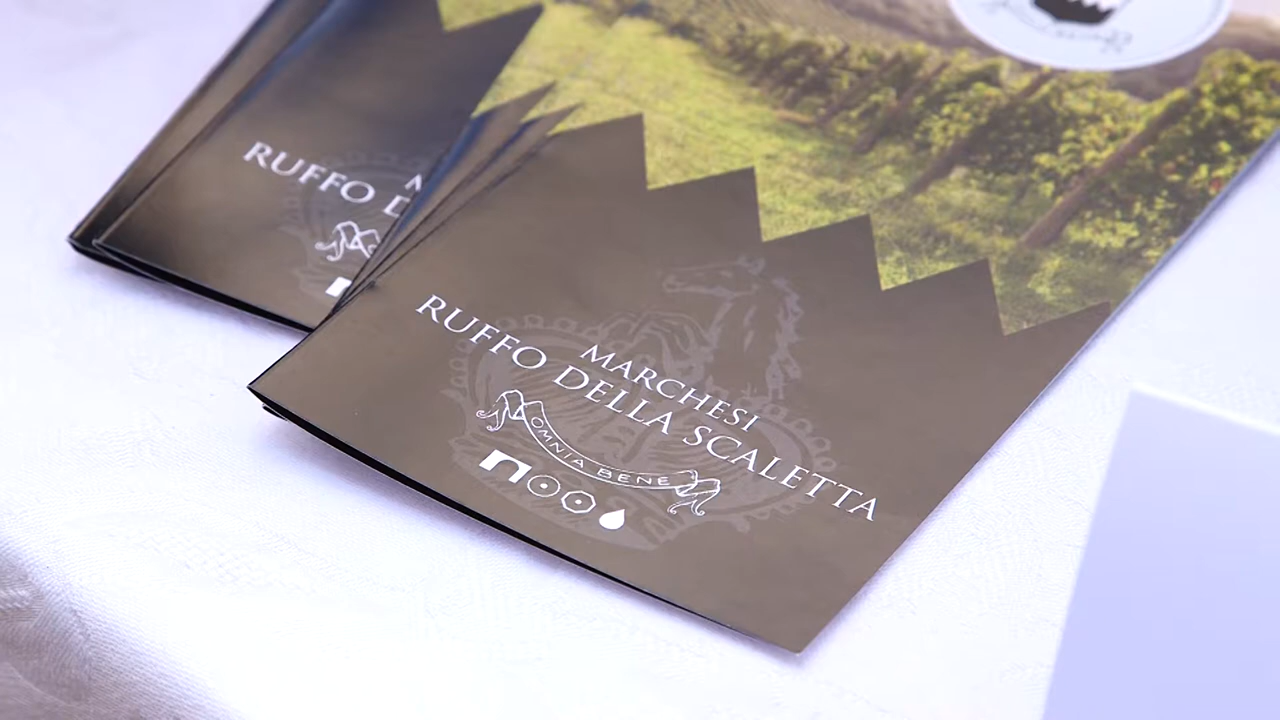 MARCHESI
RUFFO DELLA SCALETTA
OMNIA BENE
RUFFO D